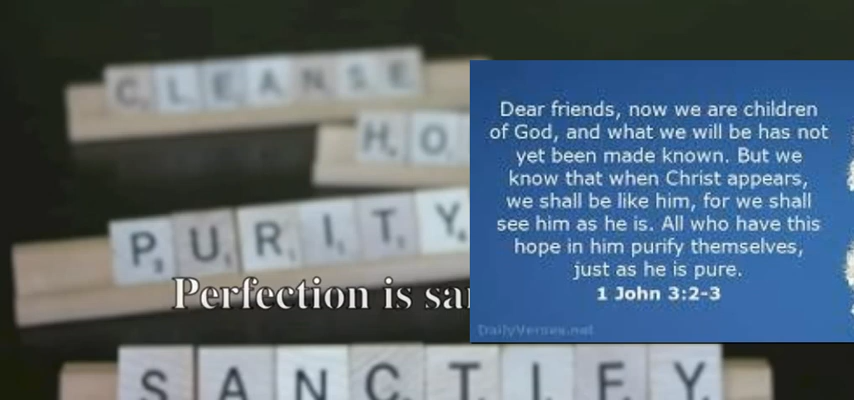 CLEANSE
HO
PURITY
Perfection is sa
SANCTIFY
Dear friends, now we are children
of God, and what we will be has not
yet been made known. But we
know that when Christ appears,
we shall be like him, for we shall
see him as he is. All who have this
hope in him purify themselves,
just as he is pure.
1 John 3:2-3
DailyVerses.net